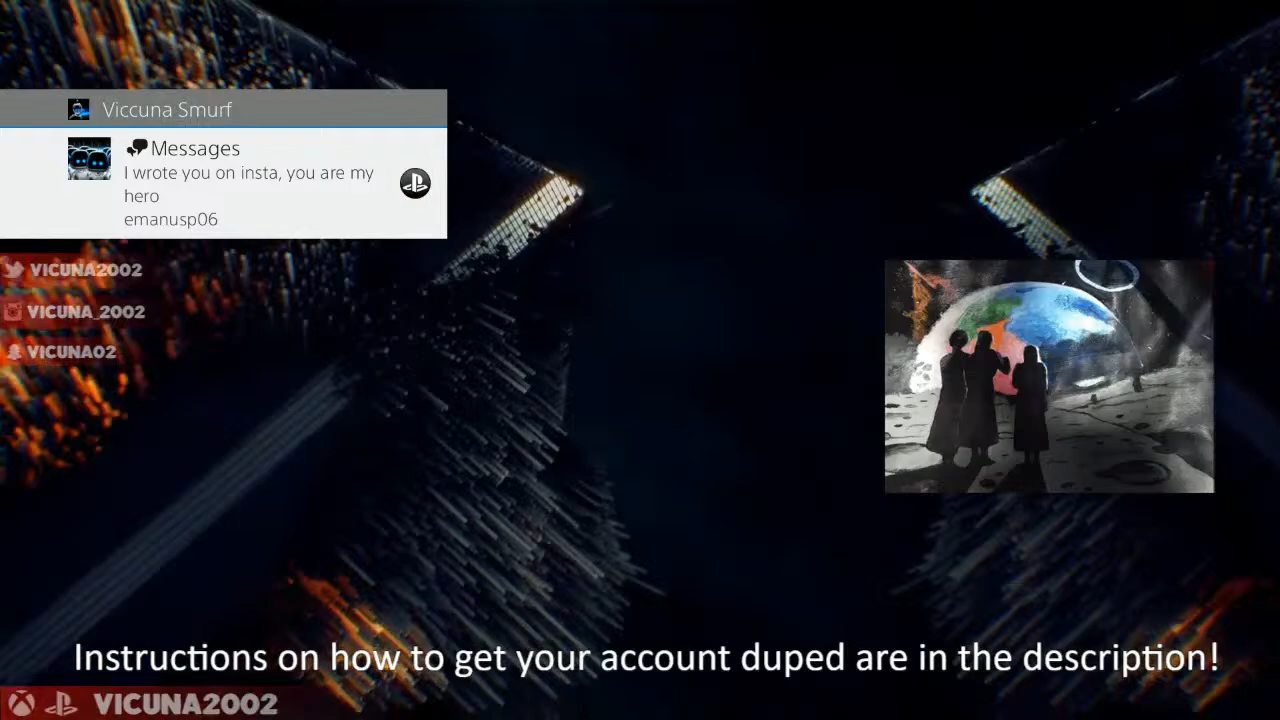 Viccuna Smurf
Messages
I wrote you on insta, you are my
hero
emanusp06
VICUNA2002
VICUNA_2002
VICUNA02
Instructions on how to get your account duped are in the description!
VICUNA2002